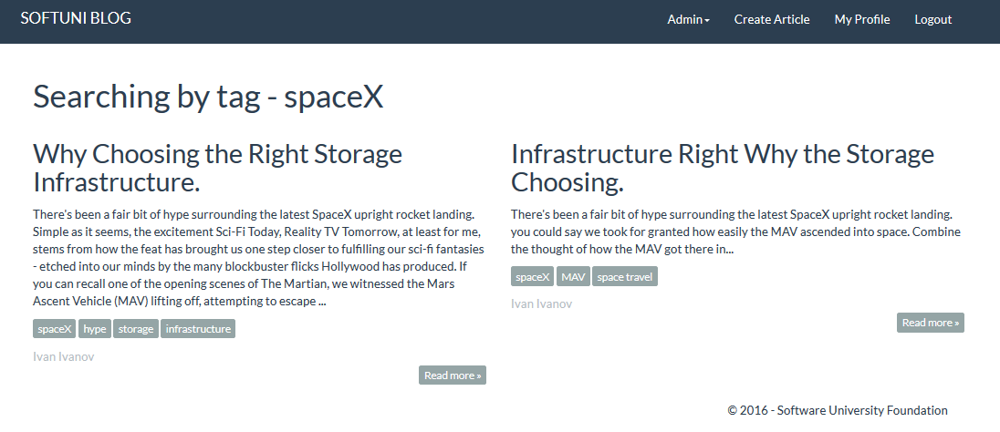 SOFTUNI BLOG
Admin
Create Article
My Profile
Logout
Searching by tag - spaceX
Why Choosing the Right Storage
Infrastructure.
There's been a fair bit of hype surrounding the latest SpaceX upright rocket landing.
Simple as it seems, the excitement Sci-Fi Today, Reality TV Tomorrow, at least for me,
stems from how the feat has brought us one step closer to fulfilling our sci-fi fantasies
- etched into our minds by the many blockbuster flicks Hollywood has produced. If
you can recall one of the opening scenes of The Martian, we witnessed the Mars
Ascent Vehicle (MAV) lifting off, attempting to escape ...
spaceX hype storage infrastructure
Ivan Ivanov
Read more »
Infrastructure Right Why the Storage
Choosing.
There's been a fair bit of hype surrounding the latest SpaceX upright rocket landing.
you could say we took for granted how easily the MAV ascended into space. Combine
the thought of how the MAV got there in...
spaceX MAV space travel
Ivan Ivanov
Read more »
© 2016 - Software University Foundation